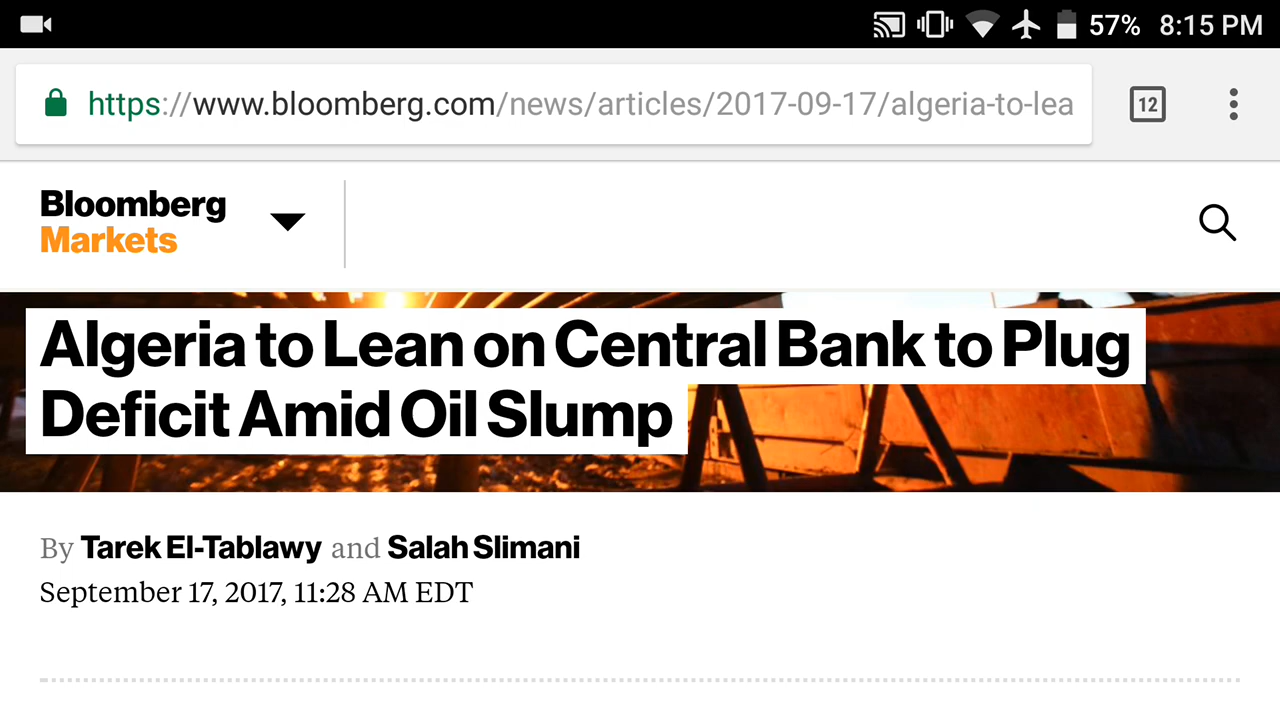 57% 8:15 PM
https://www.bloomberg.com/news/articles/2017-09-17/algeria-to-lea
12
Bloomberg
Markets
Algeria to Lean on Central Bank to Plug
Deficit Amid Oil Slump
By Tarek El-Tablawy and Salah Slimani
September 17, 2017, 11:28 AM EDT